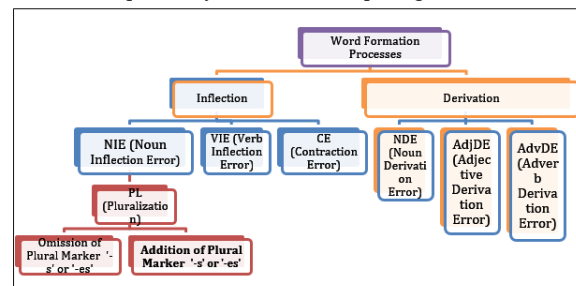 Word Formation
Processes
Inflection
Derivation
NIE (Noun
Inflection Error)
VIE (Verb
Inflection
Error)
CE
(Contraction
Error)
NDE
(Noun
Derivati
on
Error)
AdjDE
(Adjec
tive
Deriva
tion
Error)
AdvDE
(Adver
b
Deriva
tion
Error)
PL
(Pluralizatio
n)
Omission of
Plural Marker '-
s' or '-es'
Addition of Plural
Marker '-s' or '-es'